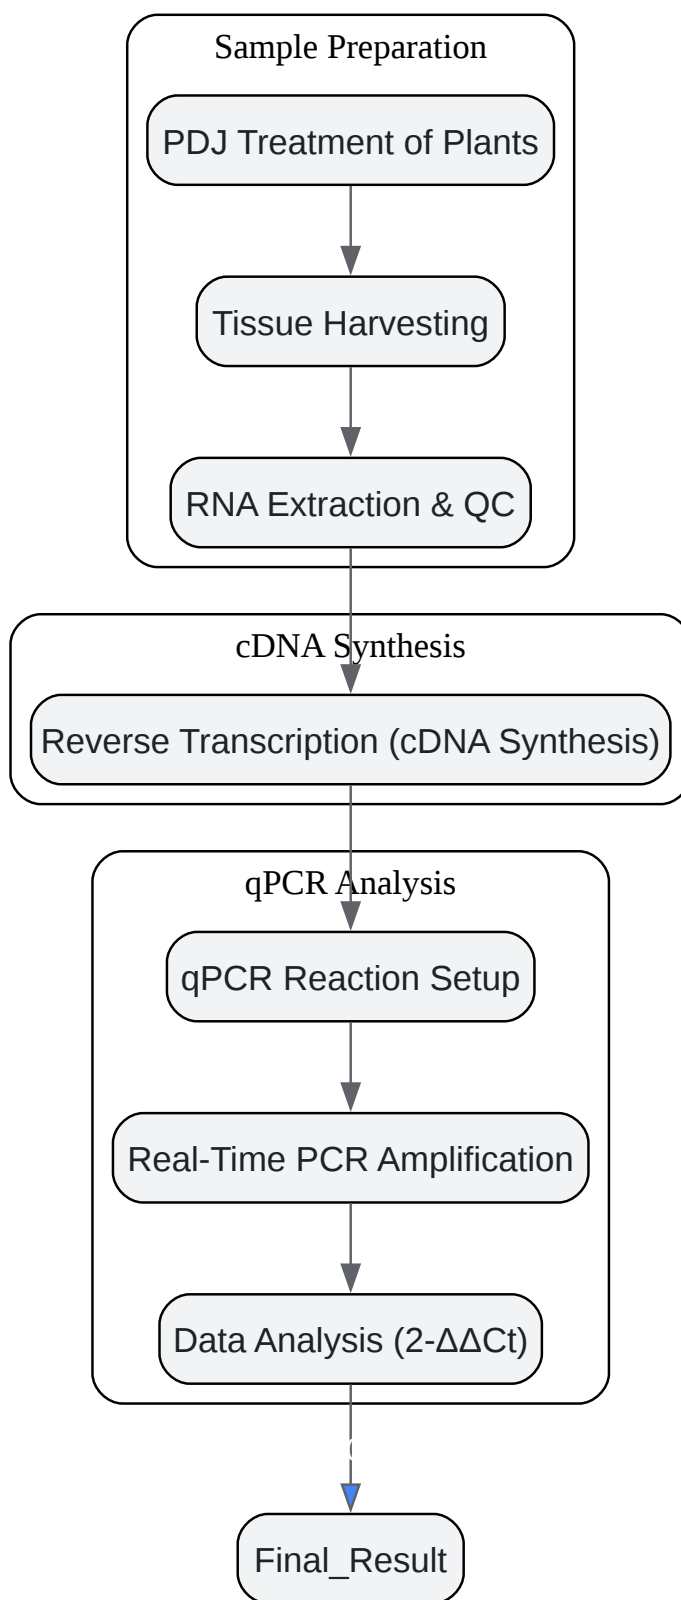 Sample Preparation
PDJ Treatment of Plants
Tissue Harvesting
RNA Extraction & QC
cDNA Synthesis
Reverse Transcription (cDNA Synthesis)
qPCR Analysis
qPCR Reaction Setup
Real-Time PCR Amplification
Data Analysis (2-ΔΔCt)
Final_Result